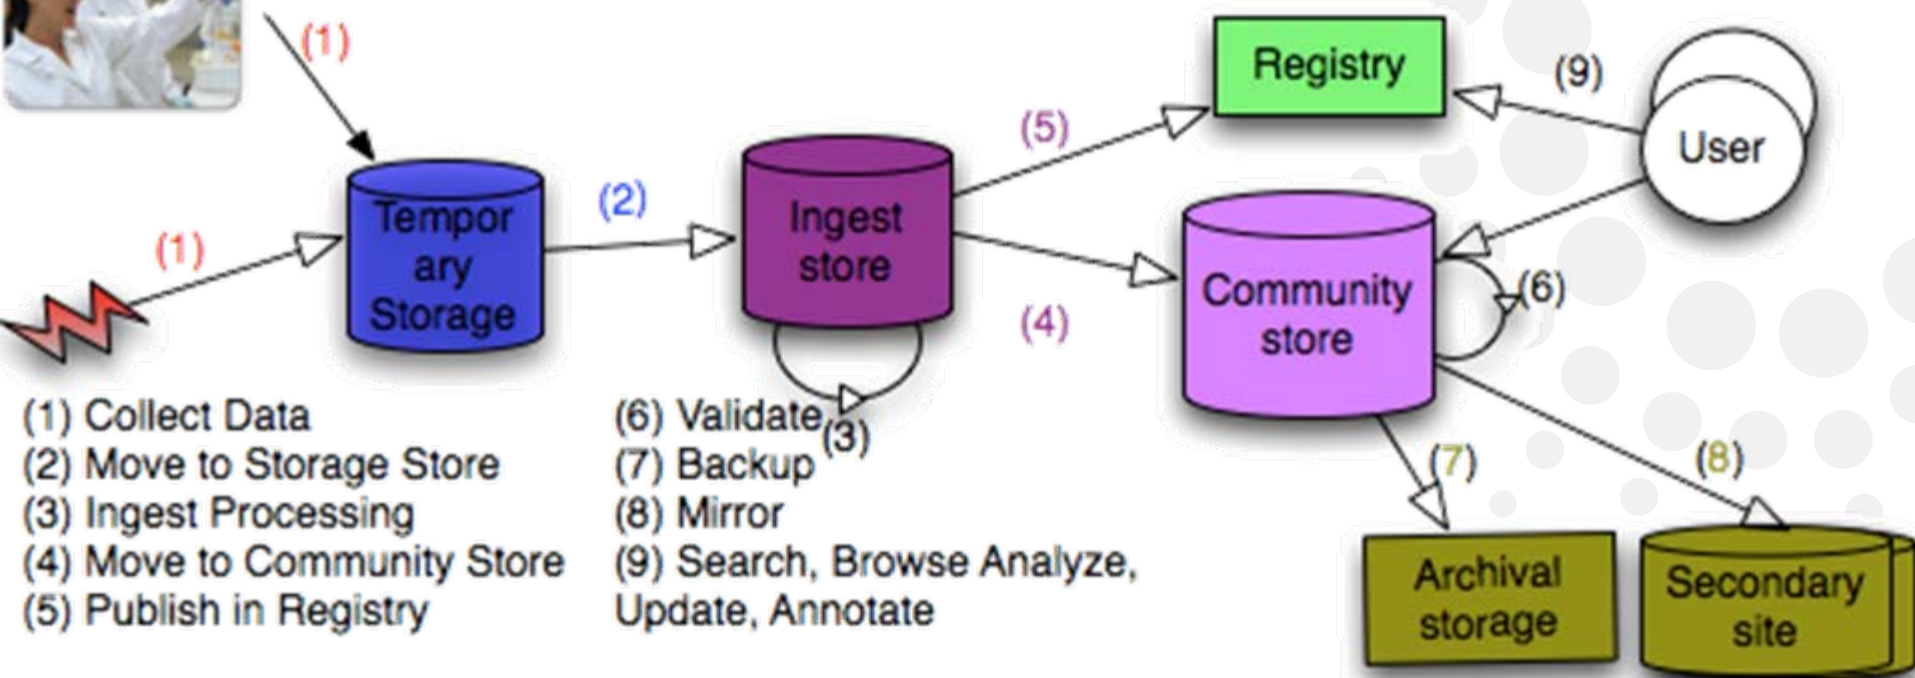 (1)
Registry
(9)
User
(5)
(2)
Tempor
ary
Storage
Ingest
store
(1)
Community
store
(6)
(4)
(3)
(7)
(8)
Archival
storage
Secondary
site
(1) Collect Data
(2) Move to Storage Store
(3) Ingest Processing
(4) Move to Community Store
(5) Publish in Registry
(6) Validate
(7) Backup
(8) Mirror
(9) Search, Browse Analyze,
Update, Annotate